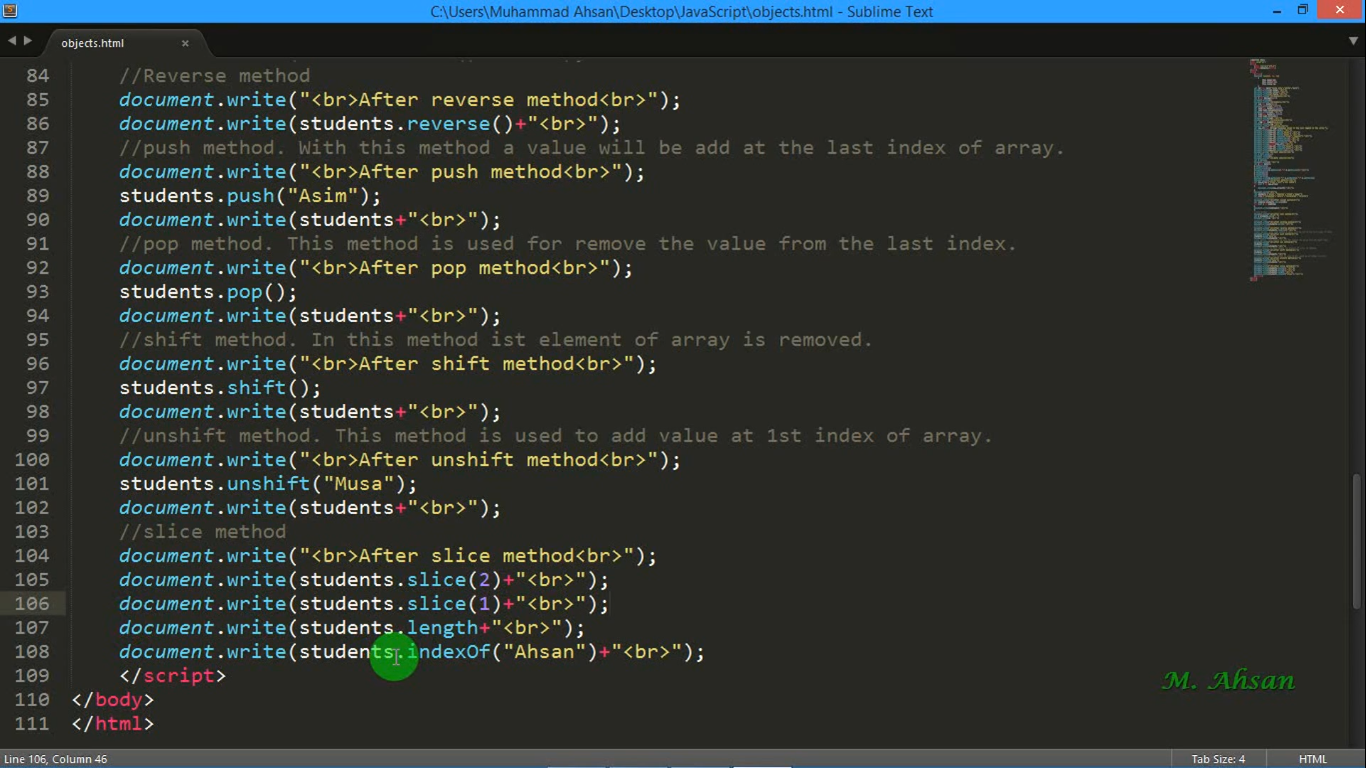 C:\Users\Muhammad Ahsan\Desktop\JavaScript\objects.html - Sublime Text
objects.html
84 //Reverse method
85 document.write("<br>After reverse method<br>");
86 document.write(students.reverse()+"<br>");
87 //push method. With this method a value will be add at the last index of array.
88 document.write("<br>After push method<br>");
89 students.push("Asim");
90 document.write(students+"<br>");
91 //pop method. This method is used for remove the value from the last index.
92 document.write("<br>After pop method<br>");
93 students.pop();
94 document.write(students+"<br>");
95 //shift method. In this method ist element of array is removed.
96 document.write("<br>After shift method<br>");
97 students.shift();
98 document.write(students+"<br>");
99 //unshift method. This method is used to add value at 1st index of array.
100 document.write("<br>After unshift method<br>");
101 students.unshift("Musa");
102 document.write(students+"<br>");
103 //slice method
104 document.write("<br>After slice method<br>");
105 document.write(students.slice(2)+"<br>");
106 document.write(students.slice(1)+"<br>");
107 document.write(students.length+"<br>");
108 document.write(students.indexOf("Ahsan")+"<br>");
109 </script>
110 </body>
111 </html>
M. Ahsan
Line 106, Column 46
Tab Size: 4
HTML